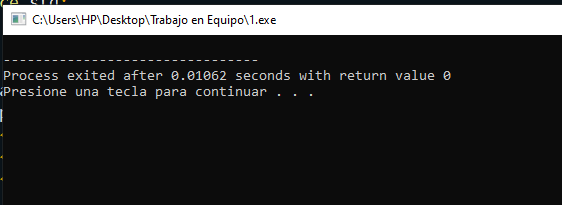 C:\Users\HP\Desktop\Trabajo en Equipo\1.exe
--------------------------------
Process exited after 0.01062 seconds with return value 0
Presione una tecla para continuar . . .